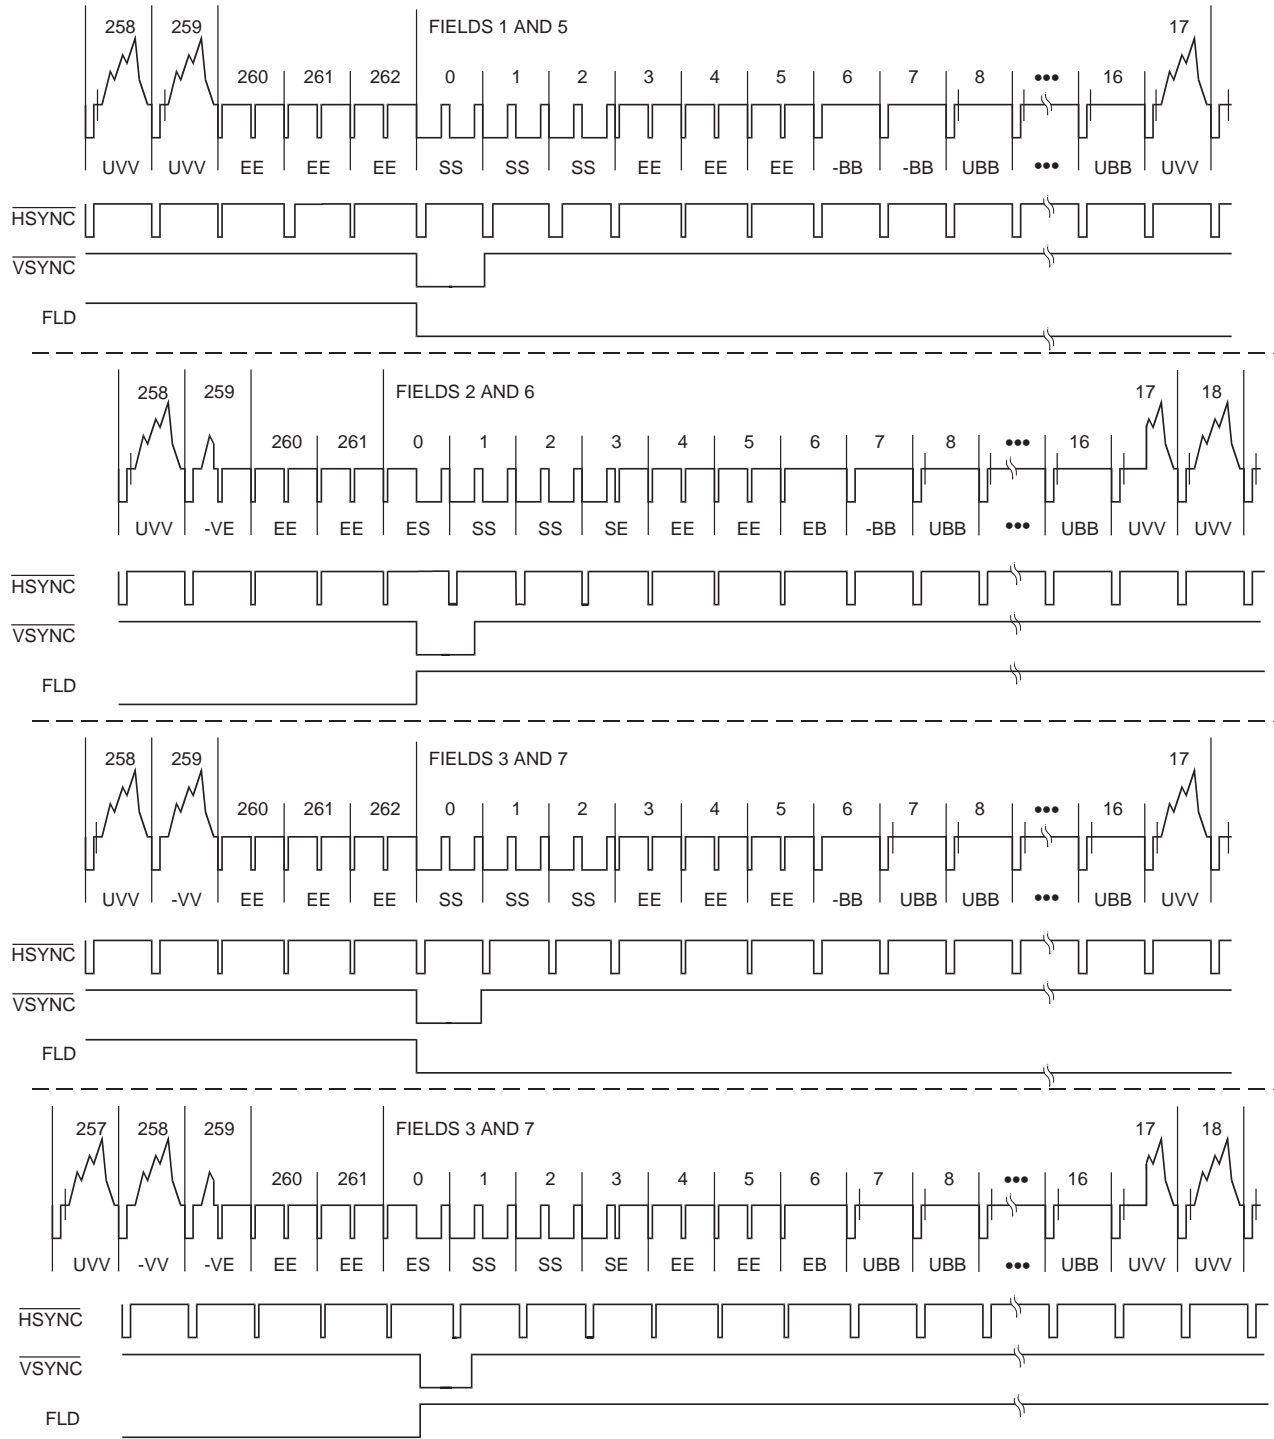 258 259 FIELDS 1 AND 5 17
260 261 262 0 1 2 3 4 5 6 7 8 ••• 16
UVV UVV EE EE EE SS SS SS EE EE EE -BB -BB UBB ••• UBB UVV
HSYNC
VSYNC
FLD
258 259 FIELDS 2 AND 6 17 18
260 261 0 1 2 3 4 5 6 7 8 ••• 16
UVV -VE EE EE ES SS SS SE EE EE EB -BB UBB ••• UBB UVV UVV
HSYNC
VSYNC
FLD
258 259 FIELDS 3 AND 7 17
260 261 262 0 1 2 3 4 5 6 7 8 ••• 16
UVV -VV EE EE EE SS SS SS EE EE EE -BB UBB UBB ••• UBB UVV
HSYNC
VSYNC
FLD
257 258 259 FIELDS 3 AND 7 17 18
260 261 0 1 2 3 4 5 6 7 8 ••• 16
UVV -VV -VE EE EE ES SS SS SE EE EE EB UBB UBB ••• UBB UVV UVV
HSYNC
VSYNC
FLD